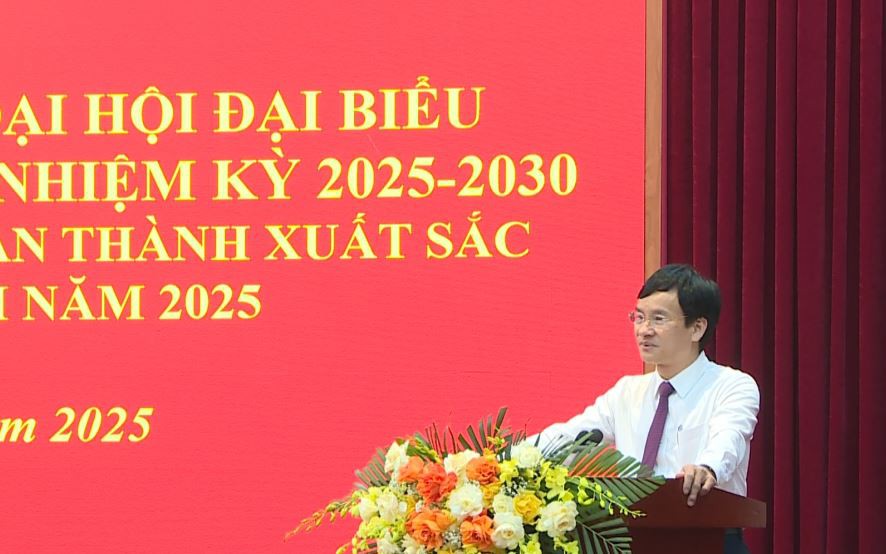 ĐẠI HỘI ĐẠI BIỂU
NHIỆM KỲ 2025-2030
THÀNH XUẤT SẮC
NĂM 2025
2025